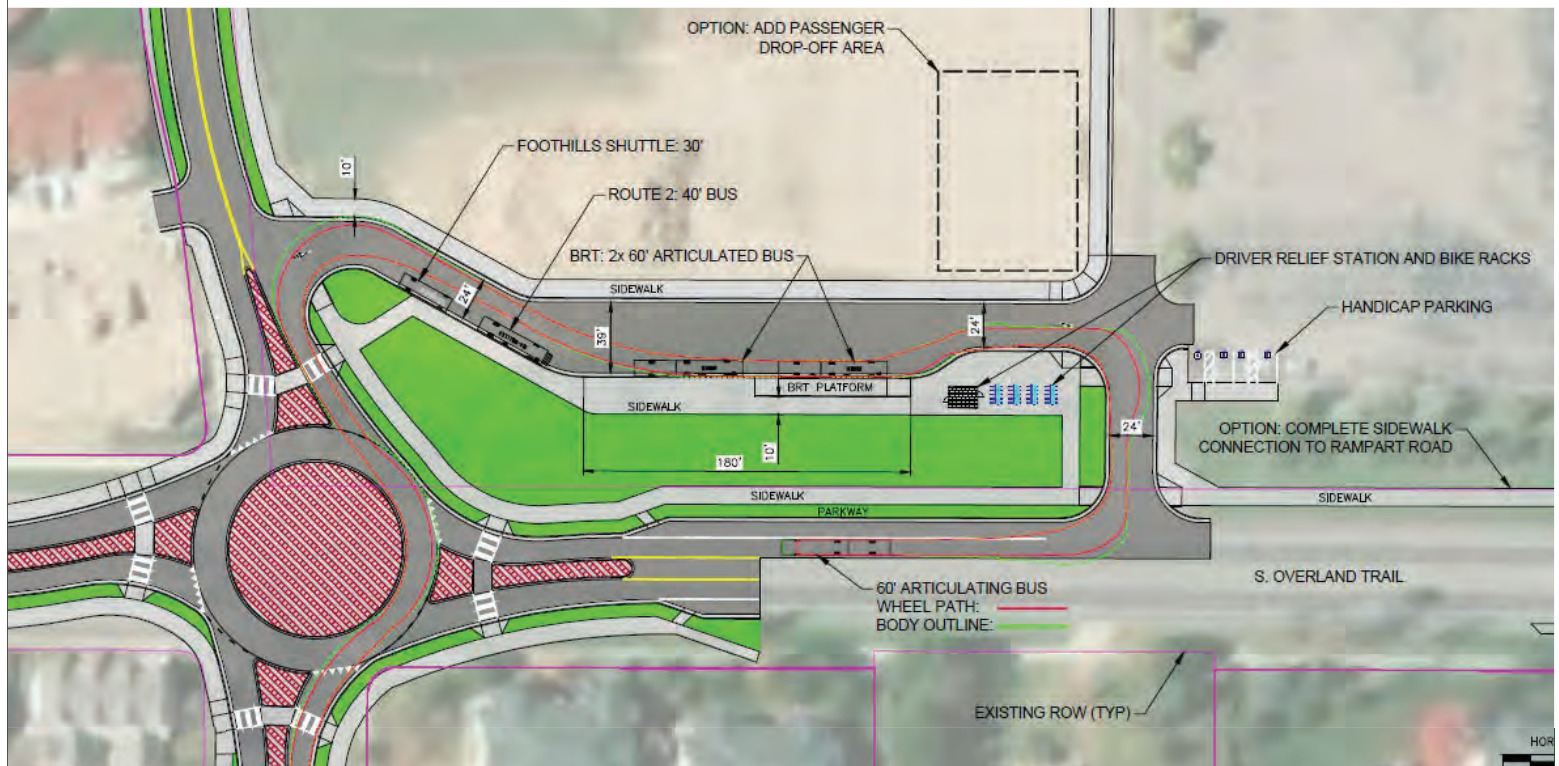 OPTION: ADD PASSENGER
DROP-OFF AREA
FOOTHILLS SHUTTLE: 30'
10'
ROUTE 2: 40' BUS
BRT: 2x 60' ARTICULATED BUS
DRIVER RELIEF STATION AND BIKE RACKS
SIDEWALK
24'
HANDICAP PARKING
39'
24'
BRT PLATFORM
SIDEWALK
24'
OPTION: COMPLETE SIDEWALK
CONNECTION TO RAMPART ROAD
10'
180'
SIDEWALK
SIDEWALK
PARKWAY
S. OVERLAND TRAIL
60' ARTICULATING BUS
WHEEL PATH:
BODY OUTLINE:
EXISTING ROW (TYP)
HOR